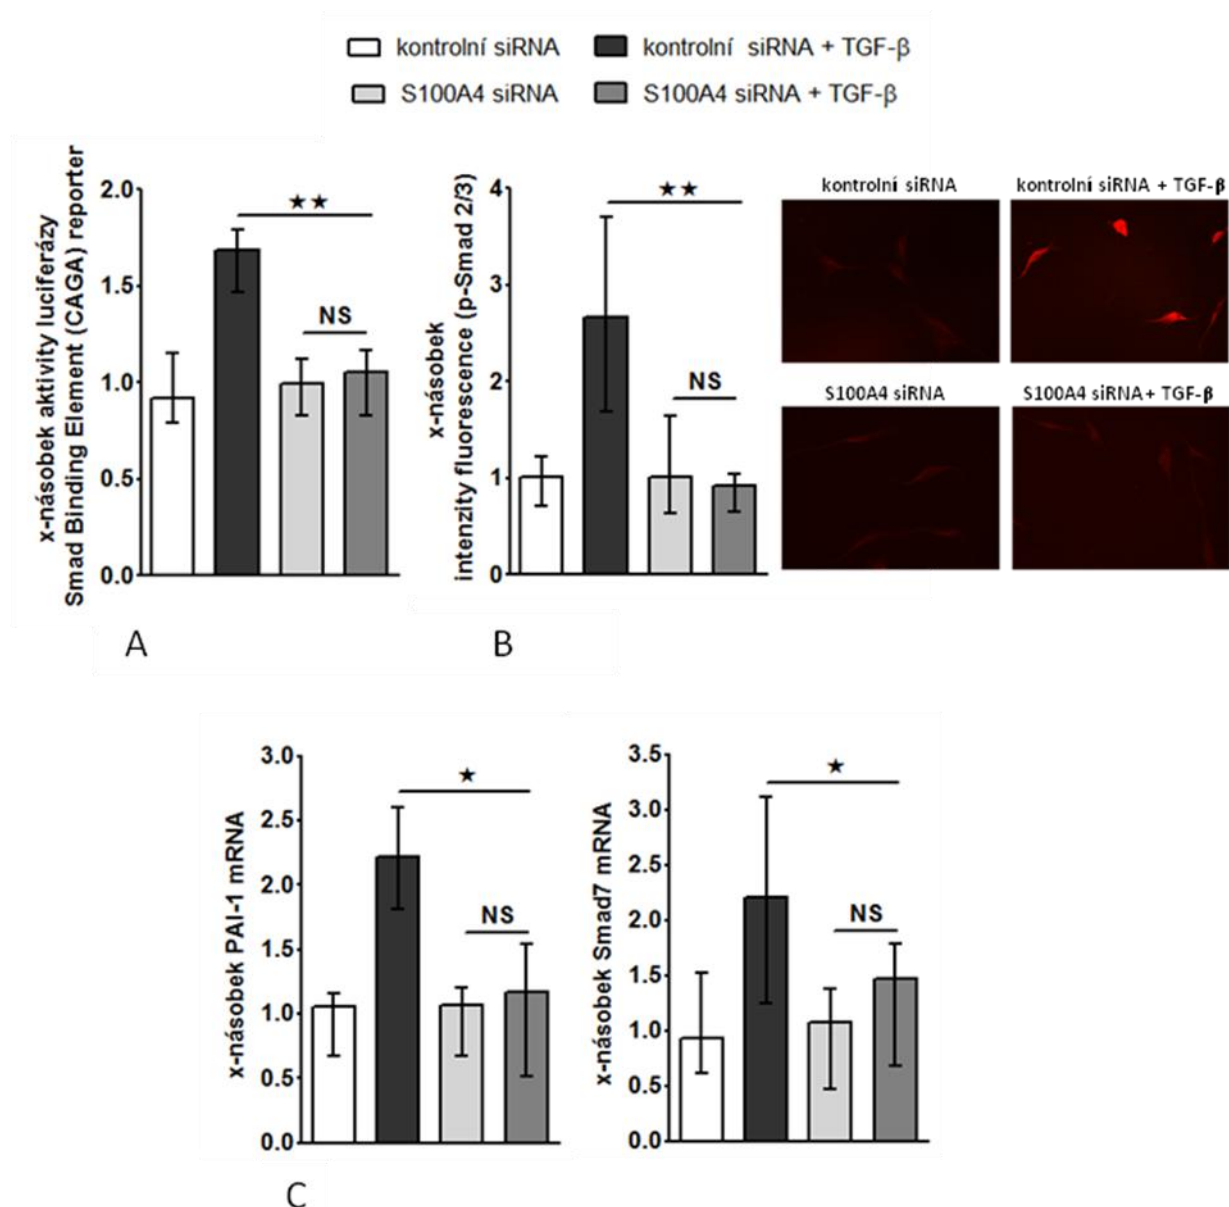 kontrolní siRNA
kontrolní siRNA + TGF-β
S100A4 siRNA
S100A4 siRNA + TGF-β
x-násobek aktivity luciferázy
Smad Binding Element (CAGA) reporter
2.0
1.5
1.0
0.5
0.0
★★
NS
A
x-násobek
intenzity fluorescence (p-Smad 2/3)
4
3
2
1
0
★★
NS
B
kontrolní siRNA
kontrolní siRNA + TGF-β
S100A4 siRNA
S100A4 siRNA+ TGF-β
x-násobek PAI-1 mRNA
3.0
2.5
2.0
1.5
1.0
0.5
0.0
★
NS
x-násobek Smad7 mRNA
3.5
3.0
2.5
2.0
1.5
1.0
0.5
0.0
★
NS
C